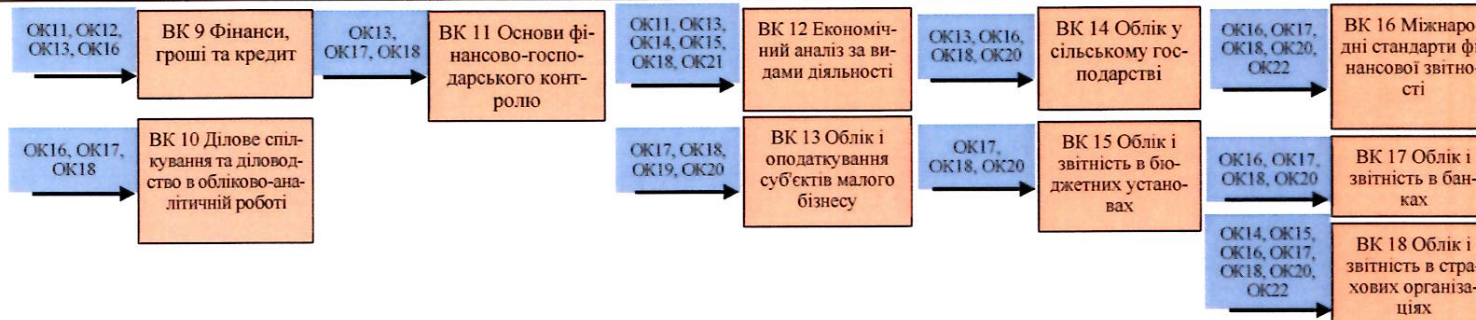 ОК11, ОК12,
ОК13, ОК16
ВК 9 Фінанси,
гроші та кредит
ОК13,
ОК17, ОК18
ВК 11 Основи фі-
нансово-госпо-
дарського конт-
ролю
ОК11, ОК13,
ОК14, ОК15,
ОК18, ОК21
ВК 12 Економіч-
ний аналіз за ви-
дами діяльності
ОК13, ОК16,
ОК18, ОК20
ВК 14 Облік у
сільському гос-
подарстві
ОК16, ОК17,
ОК18, ОК20,
ОК22
ВК 16 Міжнаро-
дні стандарти фі-
нансової звітно-
сті
ОК16, ОК17,
ОК18
ВК 10 Ділове спіл-
кування та діловод-
ство в обліково-ана-
літичній роботі
ОК17, ОК18,
ОК19, ОК20
ВК 13 Облік і
оподаткування
суб'єктів малого
бізнесу
ОК17,
ОК18, ОК20
ВК 15 Облік і
звітність в бю-
джетних устано-
вах
ОК16, ОК17,
ОК18, ОК20
ВК 17 Облік і
звітність в бан-
ках
ОК14, ОК15,
ОК16, ОК17,
ОК18, ОК20,
ОК22
ВК 18 Облік і
звітність в стра-
хових організа-
ціях